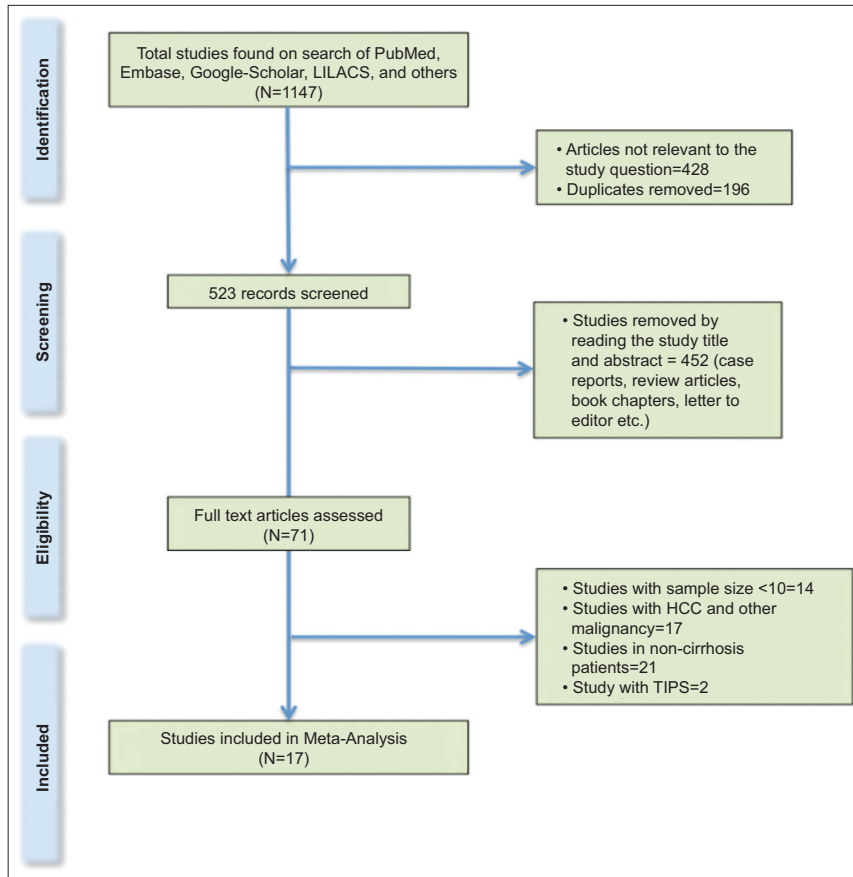 Identification
Total studies found on search of PubMed,
Embase, Google-Scholar, LILACS, and others
(N=1147)
• Articles not relevant to the
study question=428
• Duplicates removed=196
Screening
523 records screened
• Studies removed by
reading the study title
and abstract = 452 (case
reports, review articles,
book chapters, letter to
editor etc.)
Eligibility
Full text articles assessed
(N=71)
• Studies with sample size <10=14
• Studies with HCC and other
malignancy=17
• Studies in non-cirrhosis
patients=21
• Study with TIPS=2
Included
Studies included in Meta-Analysis
(N=17)